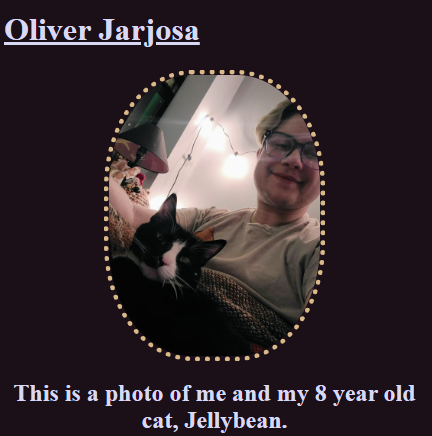 Oliver Jarjosa
This is a photo of me and my 8 year old
cat, Jellybean.